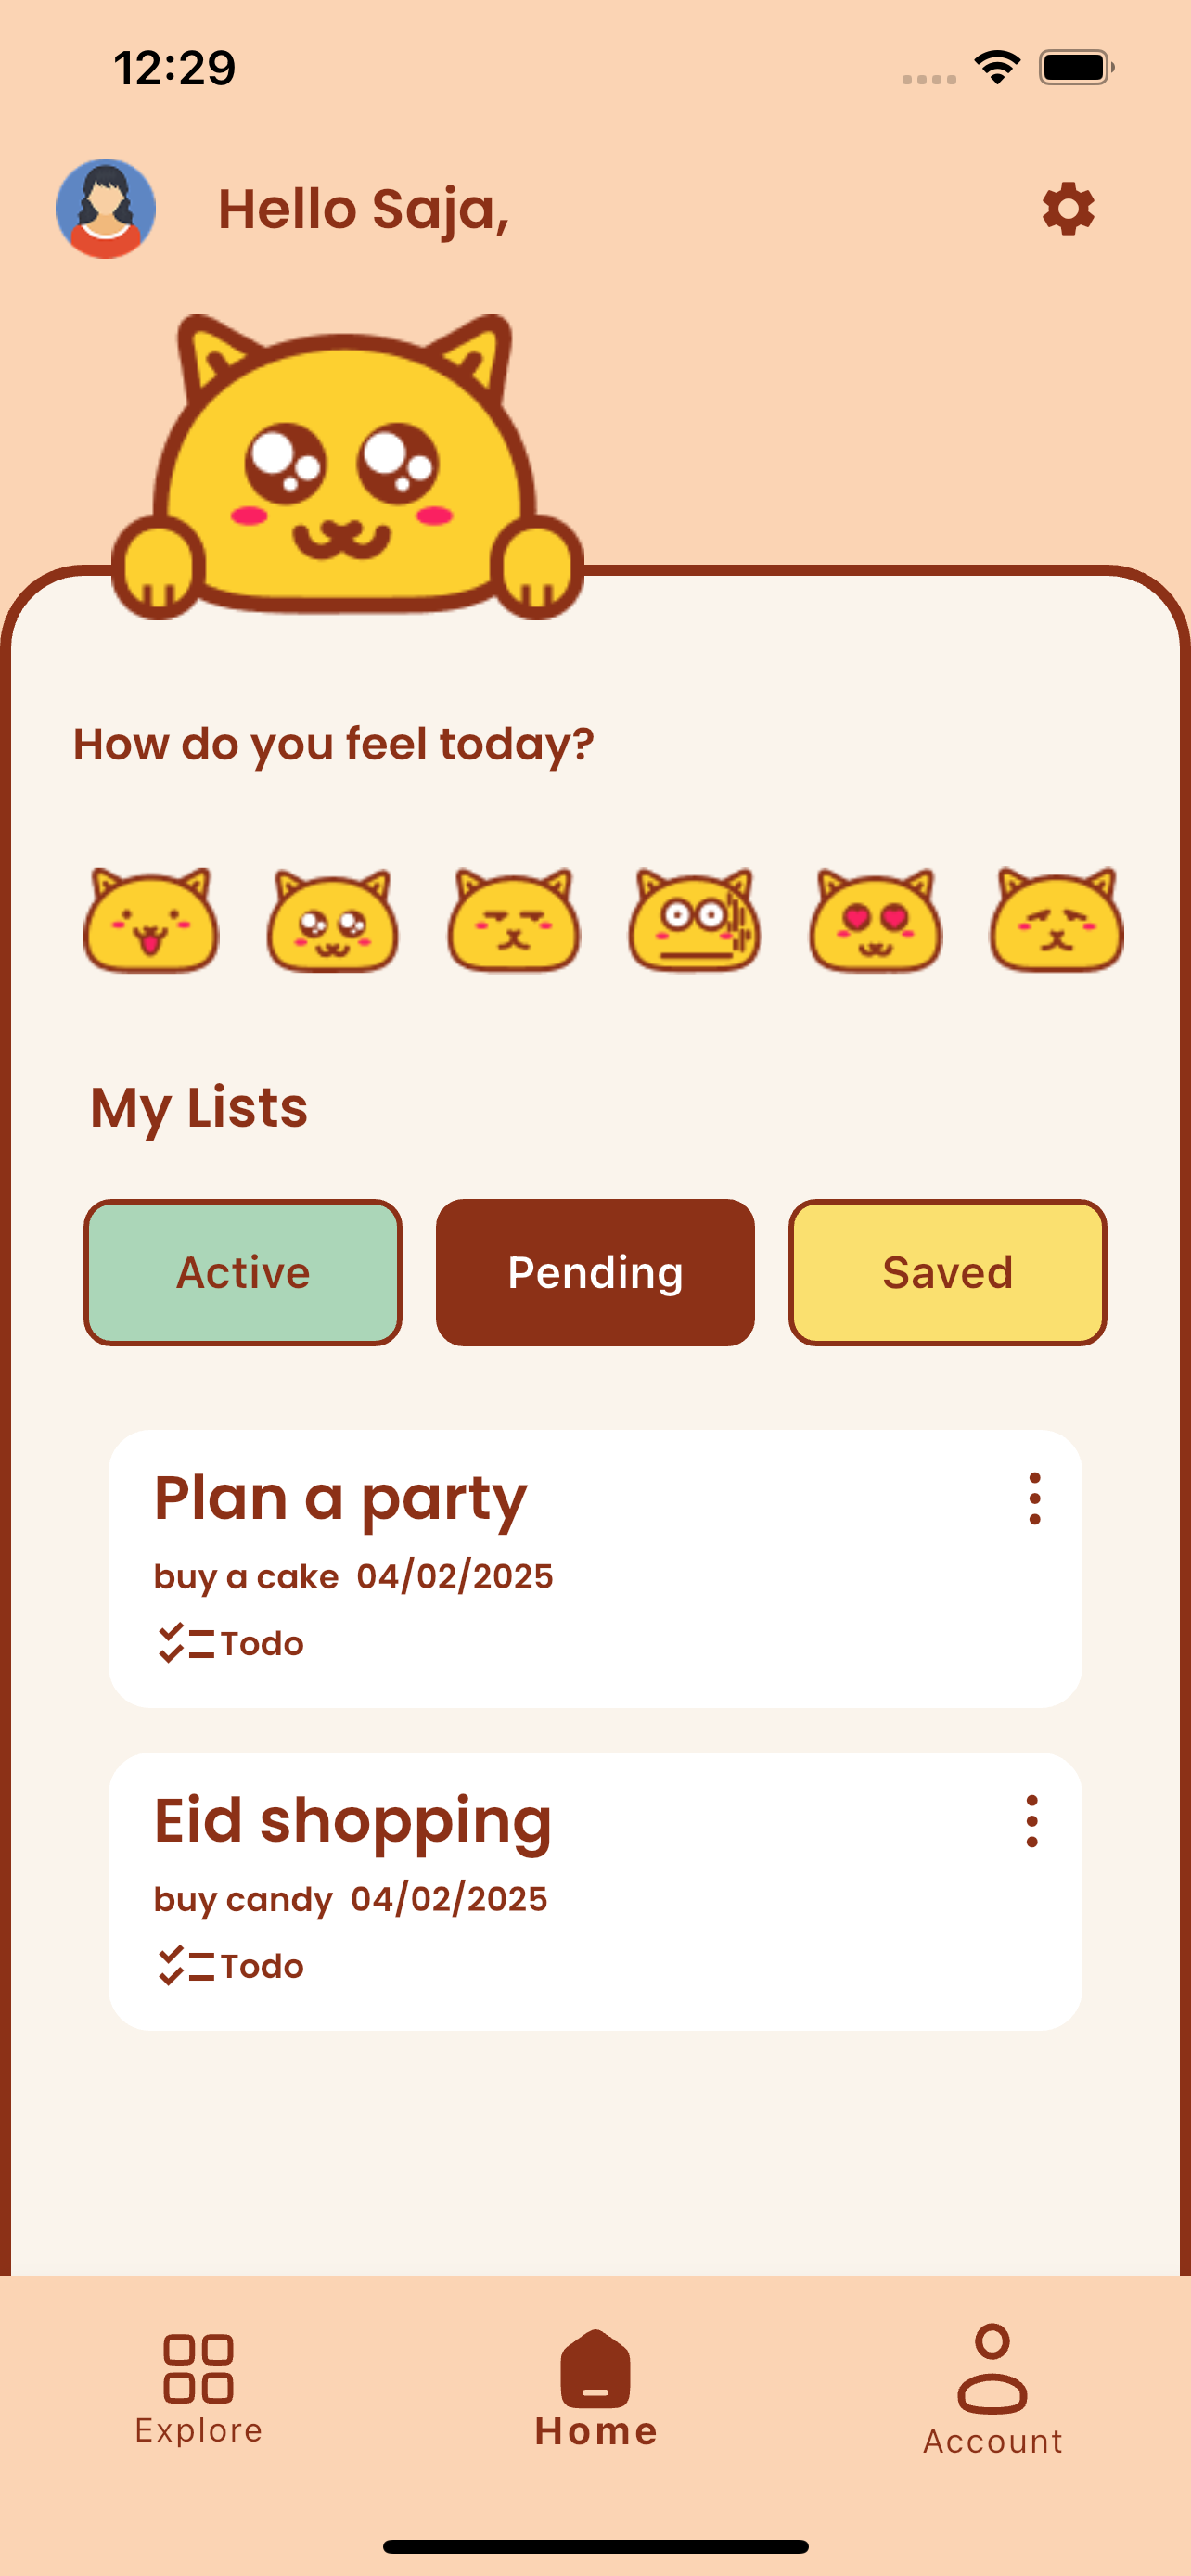 12:29
Hello Saja,
How do you feel today?
My Lists
Active Pending Saved
Plan a party
buy a cake 04/02/2025
Todo
Eid shopping
buy candy 04/02/2025
Todo
Explore Home Account